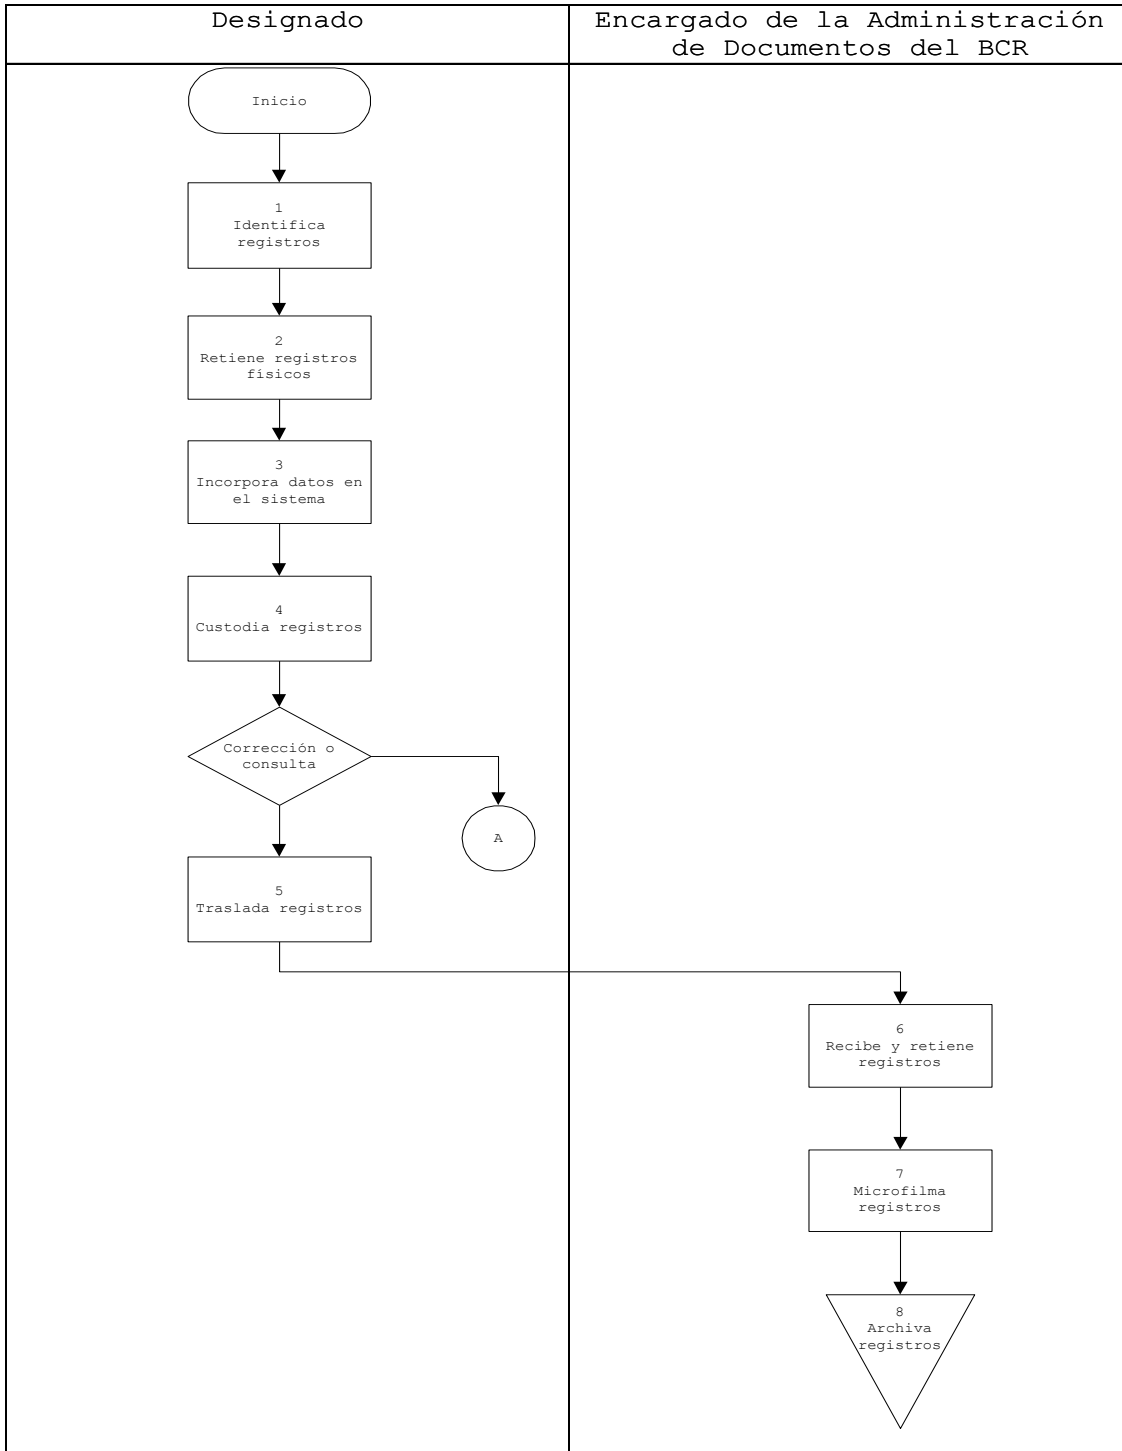 Designado
Encargado de la Administración
de Documentos del BCR
Inicio
1
Identifica
registros
2
Retiene registros
físicos
3
Incorpora datos en
el sistema
4
Custodia registros
Corrección o
consulta
A
5
Traslada registros
6
Recibe y retiene
registros
7
Microfilma
registros
8
Archiva
registros